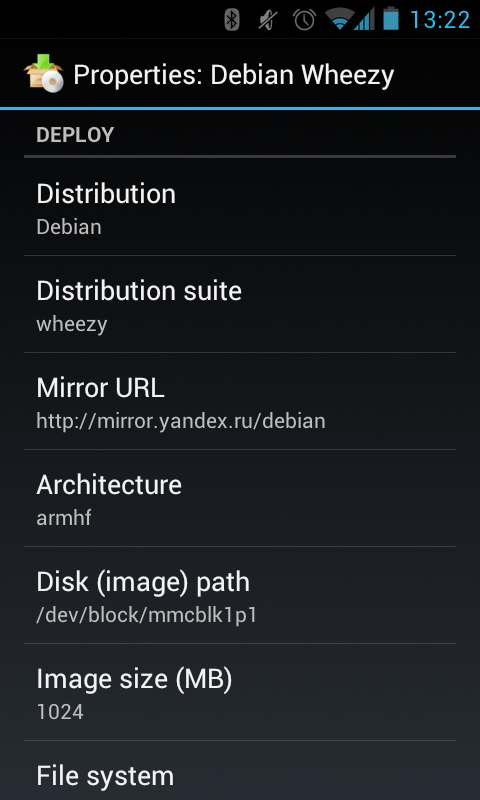 13:22
Properties: Debian Wheezy
DEPLOY
Distribution
Debian
Distribution suite
wheezy
Mirror URL
http://mirror.yandex.ru/debian
Architecture
armhf
Disk (image) path
/dev/block/mmcblk1p1
Image size (MB)
1024
File system